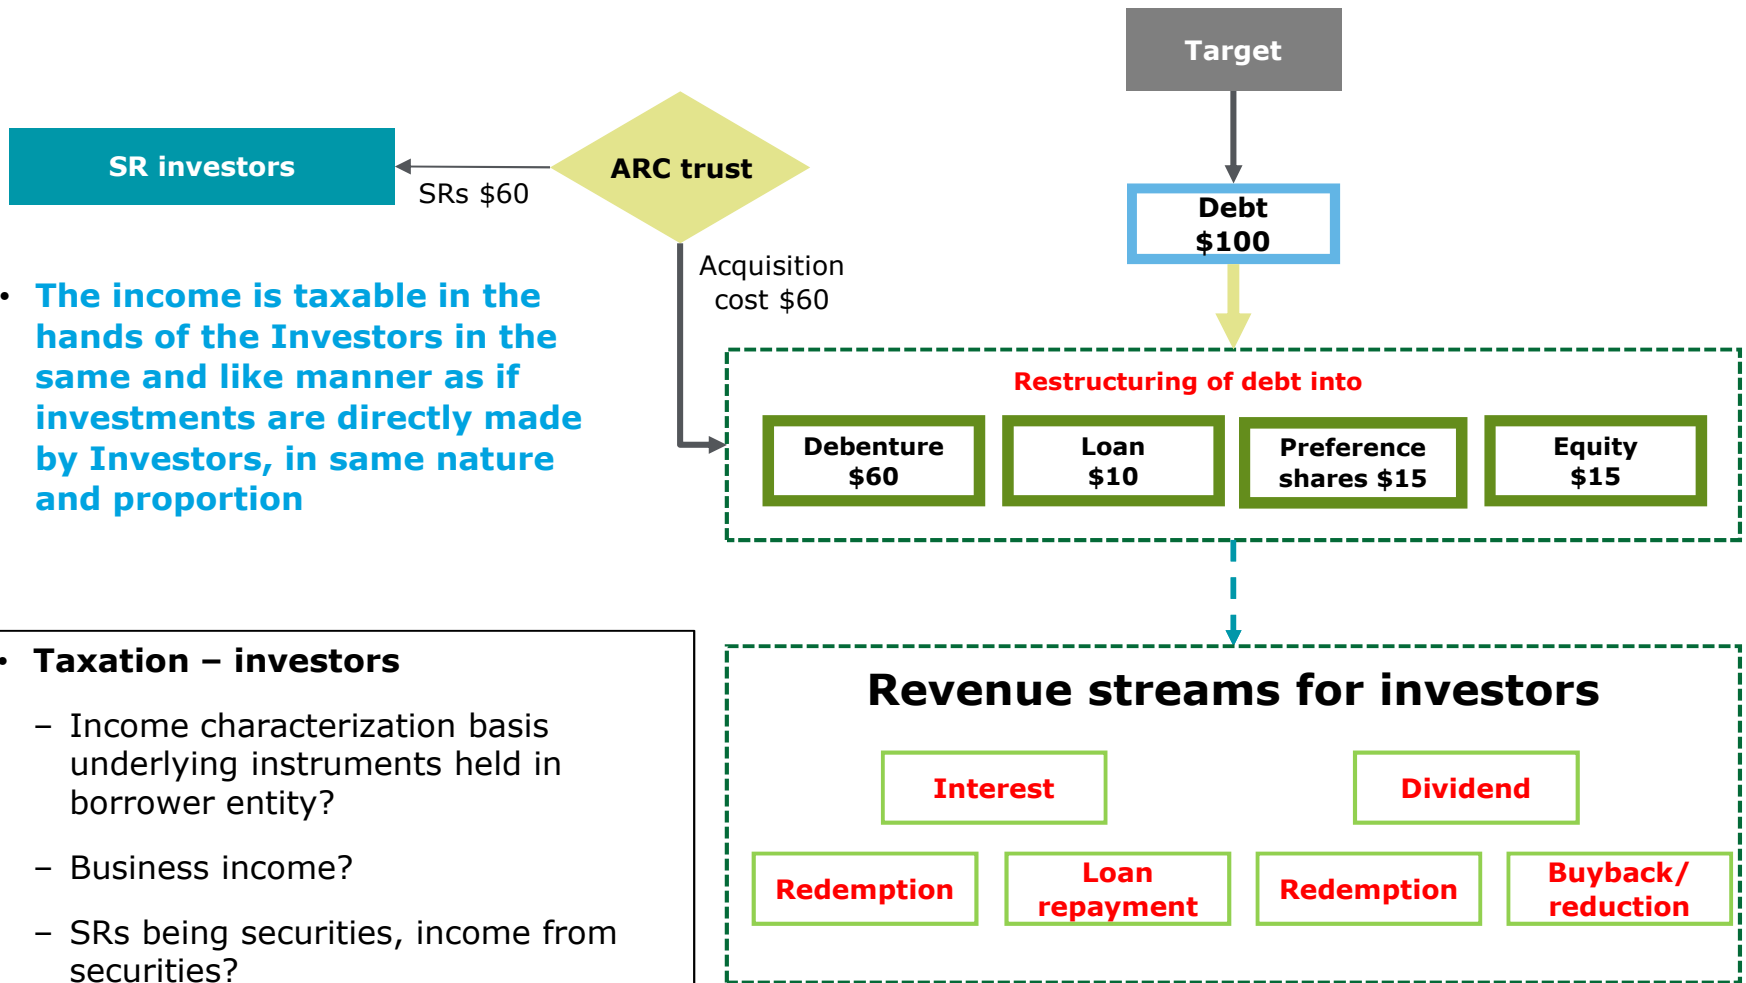 Target
SR investors
SRs $60
ARC trust
Debt
$100
Acquisition
cost $60
• The income is taxable in the
hands of the Investors in the
same and like manner as if
investments are directly made
by Investors, in same nature
and proportion
Restructuring of debt into
Debenture
$60
Loan
$10
Preference
shares $15
Equity
$15
• Taxation – investors
– Income characterization basis
underlying instruments held in
borrower entity?
– Business income?
– SRs being securities, income from
securities?
Revenue streams for investors
Interest
Dividend
Redemption
Loan
repayment
Redemption
Buyback/
reduction